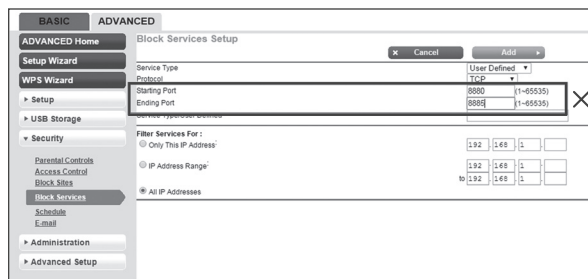 BASIC
ADVANCED
ADVANCED Home
Setup Wizard
WPS Wizard
Setup
USB Storage
Security
Parental Controls
Access Control
Block Sites
Block Services
Schedule
E-mail
Administration
Advanced Setup
Block Services Setup
x Cancel
Add
Service Type
User Defined
Protocol
TCP
Starting Port
8880 (1~65535)
Ending Port
8885 (1~65535)
Service Type/User Defined
Filter Services For :
Only This IP Address:
192 . 168 . 1 .
IP Address Range:
192 . 168 . 1 .
to 192 . 168 . 1 .
All IP Addresses